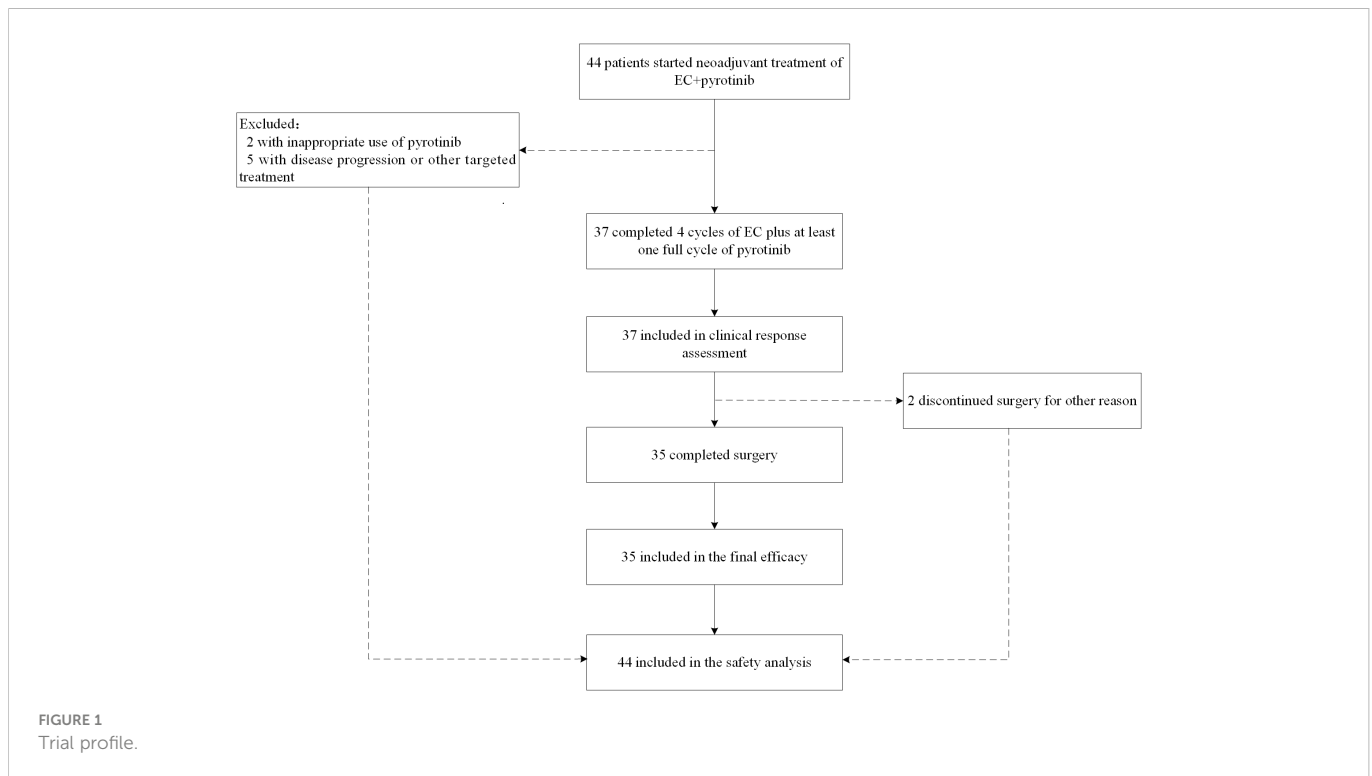 44 patients started neoadjuvant treatment of
EC+pyrotinib
Excluded：
2 with inappropriate use of pyrotinib
5 with disease progression or other targeted
treatment
37 completed 4 cycles of EC plus at least
one full cycle of pyrotinib
37 included in clinical response
assessment
2 discontinued surgery for other reason
35 completed surgery
35 included in the final efficacy
44 included in the safety analysis
FIGURE 1
Trial profile.